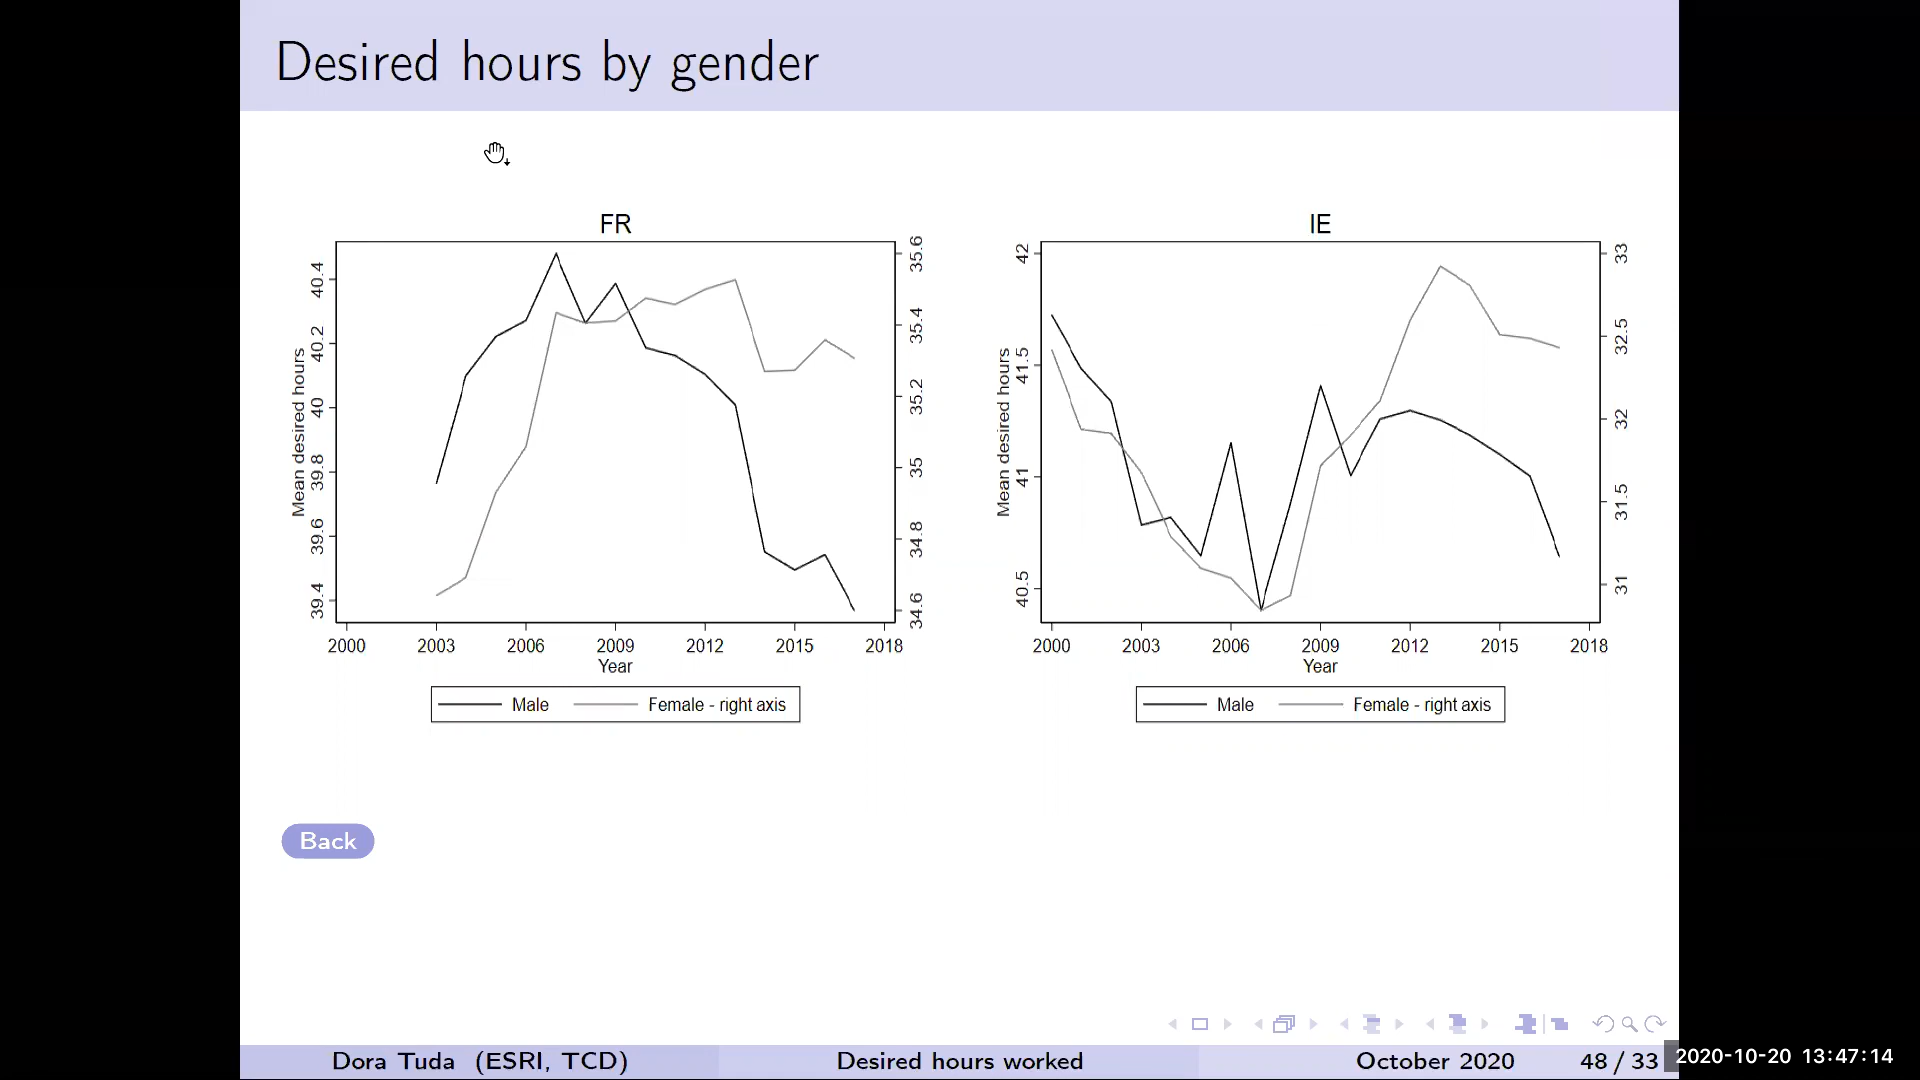 Desired hours by gender
FR
Mean desired hours
40.4
40.2
40
39.8
39.6
39.4
35.6
35.4
35.2
35
34.8
34.6
2000 2003 2006 2009 2012 2015 2018
Year
Male Female - right axis
IE
Mean desired hours
42
41.5
41
40.5
33
32.5
32
31.5
31
2000 2003 2006 2009 2012 2015 2018
Year
Male Female - right axis
Back
Dora Tuda (ESRI, TCD) Desired hours worked October 2020 48 / 33
2020-10-20 13:47:14